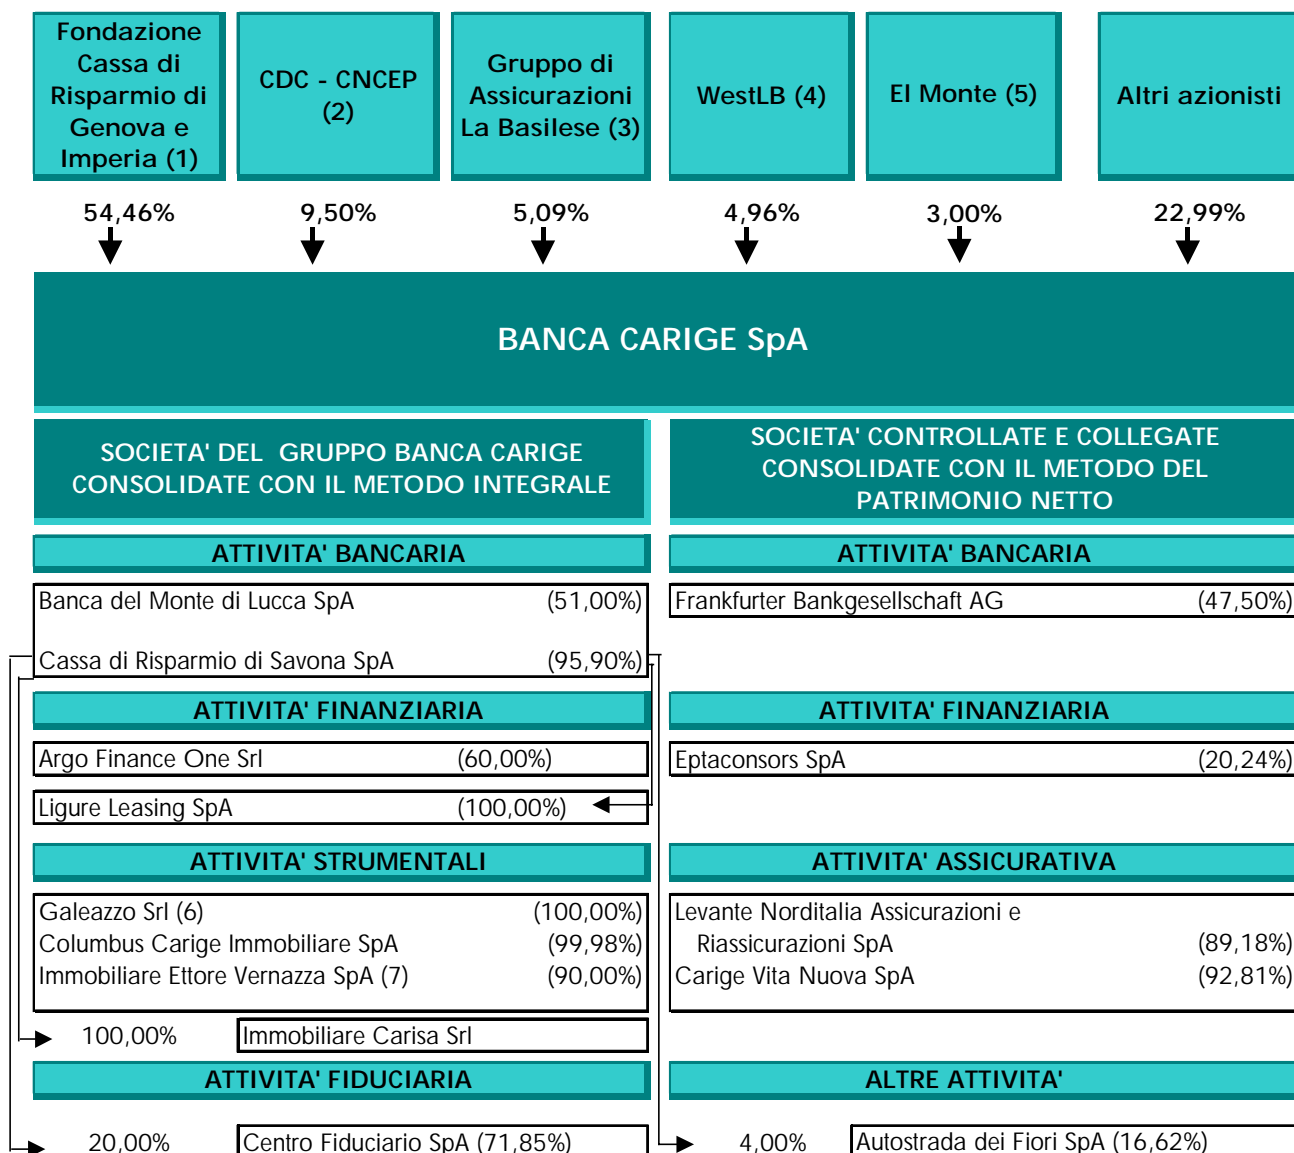 Fondazione
Cassa di
Risparmio di
Genova e
Imperia (1)
CDC - CNCEP
(2)
Gruppo di
Assicurazioni
La Basilese (3)
WestLB (4)
El Monte (5)
Altri azionisti
54,46%
9,50%
5,09%
4,96%
3,00%
22,99%
BANCA CARIGE SpA
SOCIETA' DEL GRUPPO BANCA CARIGE
CONSOLIDATE CON IL METODO INTEGRALE
ATTIVITA' BANCARIA
Banca del Monte di Lucca SpA (51,00%)
Cassa di Risparmio di Savona SpA (95,90%)
ATTIVITA' FINANZIARIA
Argo Finance One Srl (60,00%)
Ligure Leasing SpA (100,00%)
ATTIVITA' STRUMENTALI
Galeazzo Srl (6) (100,00%)
Columbus Carige Immobiliare SpA (99,98%)
Immobiliare Ettore Vernazza SpA (7) (90,00%)
100,00% Immobiliare Carisa Srl
ATTIVITA' FIDUCIARIA
20,00% Centro Fiduciario SpA (71,85%)
SOCIETA' CONTROLLATE E COLLEGATE
CONSOLIDATE CON IL METODO DEL
PATRIMONIO NETTO
ATTIVITA' BANCARIA
Frankfurter Bankgesellschaft AG (47,50%)
ATTIVITA' FINANZIARIA
Eptaconsors SpA (20,24%)
ATTIVITA' ASSICURATIVA
Levante Norditalia Assicurazioni e
Riassicurazioni SpA (89,18%)
Carige Vita Nuova SpA (92,81%)
ALTRE ATTIVITA'
4,00% Autostrada dei Fiori SpA (16,62%)